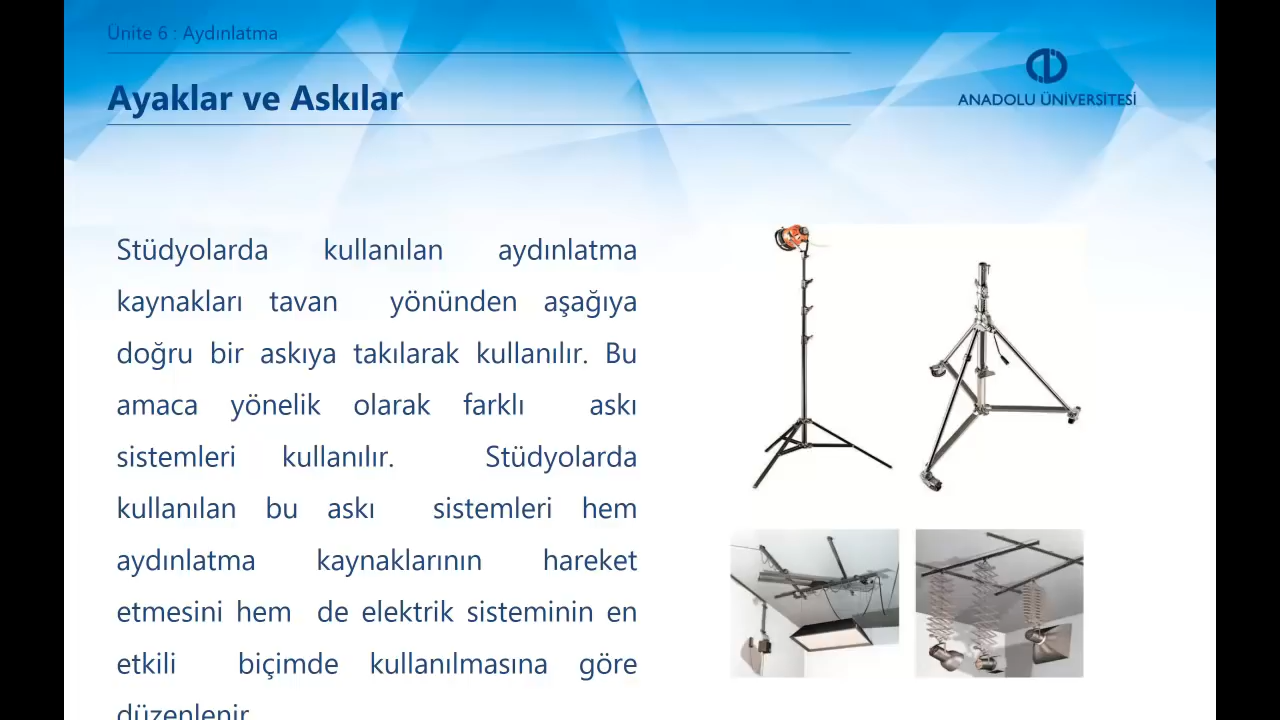 Ünite 6 : Aydınlatma
Ayaklar ve Askılar
ANADOLU ÜNİVERSİTESİ
Stüdyolarda kullanılan aydınlatma
kaynakları tavan yönünden aşağıya
doğru bir askıya takılarak kullanılır. Bu
amaca yönelik olarak farklı askı
sistemleri kullanılır. Stüdyolarda
kullanılan bu askı sistemleri hem
aydınlatma kaynaklarının hareket
etmesini hem de elektrik sisteminin en
etkili biçimde kullanılmasına göre
düzenlenir.